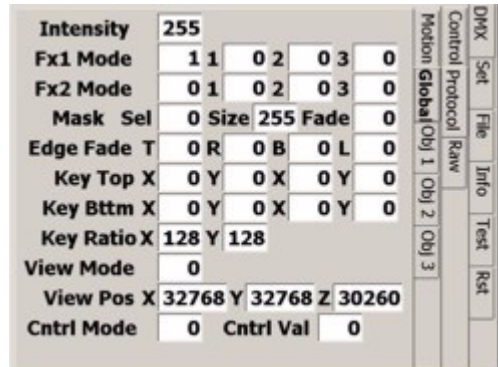 Intensity 255
Fx1 Mode 1 1 0 2 0 3 0
Fx2 Mode 0 1 0 2 0 3 0
Mask Sel 0 Size 255 Fade 0
Edge Fade T 0 R 0 B 0 L 0
Key Top X 0 Y 0 X 0 Y 0
Key Bttm X 0 Y 0 X 0 Y 0
Key Ratio X 128 Y 128
View Mode 0
View Pos X 32768 Y 32768 Z 30260
Cntrl Mode 0 Cntrl Val 0
Motion Global Obj 1 Obj 2 Obj 3
Control Protocol Raw
DMX Set File Info Test Rst